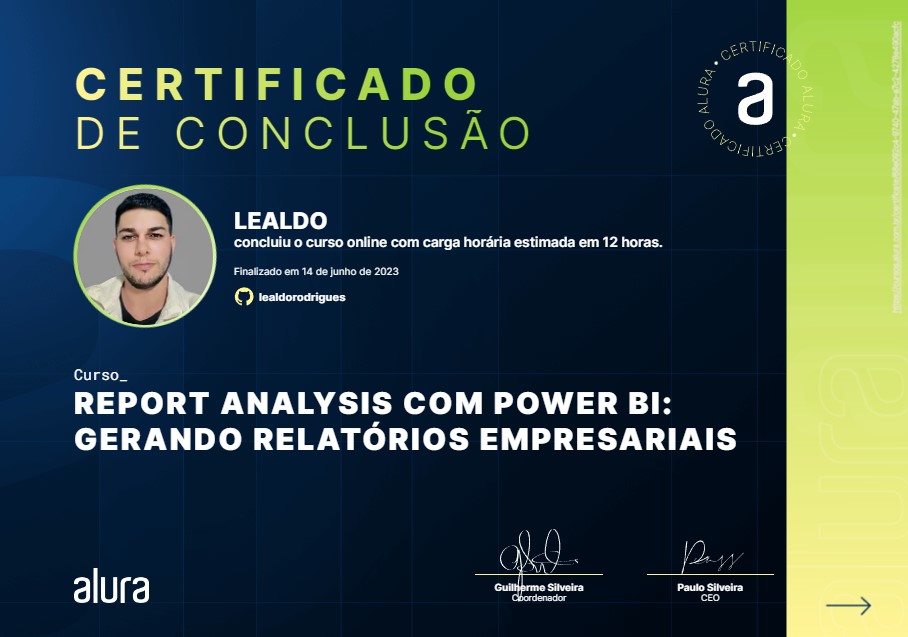 CERTIFICADO
DE CONCLUSÃO
CERTIFICADO ALURA • CERTIFICADO ALURA •
a
LEALDO
concluiu o curso online com carga horária estimada em 12 horas.
Finalizado em 14 de junho de 2023
lealdorodrigues
Curso_
REPORT ANALYSIS COM POWER BI:
GERANDO RELATÓRIOS EMPRESARIAIS
Guilherme Silveira
Coordenador
Paulo Silveira
CEO
alura
alura